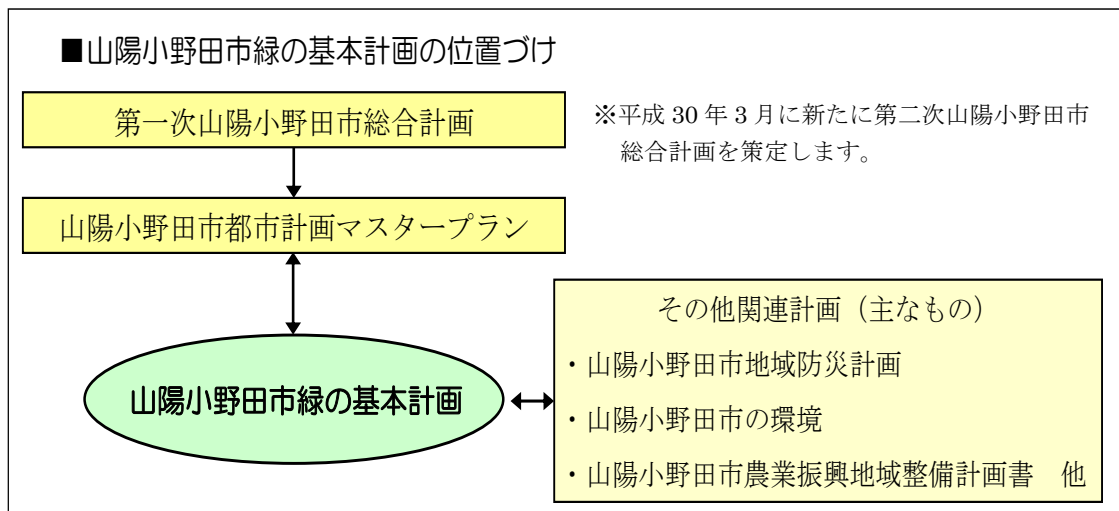 ■山陽小野田市緑の基本計画の位置づけ
第一次山陽小野田市総合計画
※平成 30 年 3 月に新たに第二次山陽小野田市
総合計画を策定します。
山陽小野田市都市計画マスタープラン
その他関連計画（主なもの）
・山陽小野田市地域防災計画
山陽小野田市緑の基本計画
・山陽小野田市の環境
・山陽小野田市農業振興地域整備計画書　他